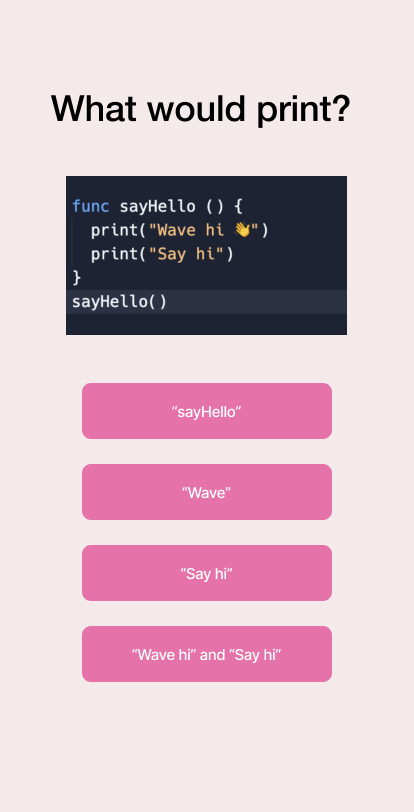 What would print?
func sayHello () {
print("Wave hi 👋")
print("Say hi")
}
sayHello()
“sayHello”
“Wave”
“Say hi”
“Wave hi” and “Say hi”